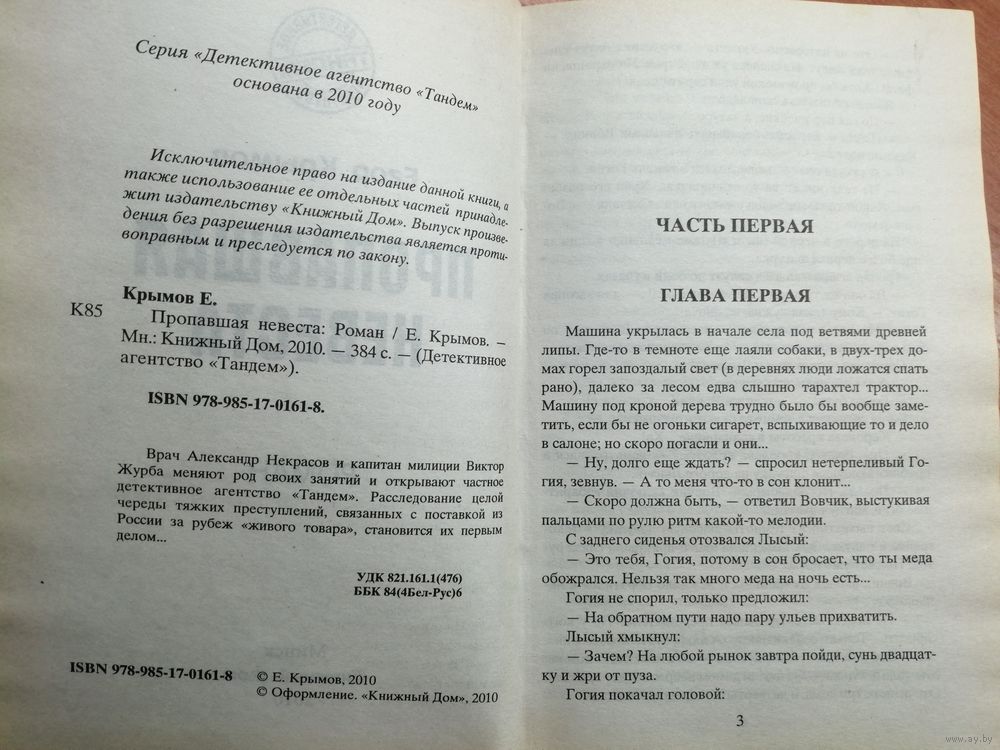 Серия «Детективное агентство «Тандем»
основана в 2010 году
Исключительное право на издание данной книги, а
также использование ее отдельных частей принадле-
жит издательству «Книжный Дом». Выпуск произве-
дения без разрешения издательства является проти-
воправным и преследуется по закону.
Крымов Е.
К85
Пропавшая невеста: Роман / Е. Крымов. –
Мн.: Книжный Дом, 2010. — 384 с. — (Детективное
агентство «Тандем»).
ISBN 978-985-17-0161-8.
Врач Александр Некрасов и капитан милиции Виктор
Журба меняют род своих занятий и открывают частное
детективное агентство «Тандем». Расследование целой
череды тяжких преступлений, связанных с поставкой из
России за рубеж «живого товара», становится их первым
делом...
УДК 821.161.1(476)
ББК 84(4Бел-Рус)6
ISBN 978-985-17-0161-8
© Е. Крымов, 2010
© Оформление. «Книжный Дом», 2010
ЧАСТЬ ПЕРВАЯ
ГЛАВА ПЕРВАЯ
Машина укрылась в начале села под ветвями древней
липы. Где-то в темноте еще лаяли собаки, в двух-трех до-
мах горел запоздалый свет (в деревнях люди ложатся спать
рано), далеко за лесом едва слышно тарахтел трактор...
Машину под кроной дерева трудно было бы вообще заме-
тить, если бы не огоньки сигарет, вспыхивающие то и дело
в салоне; но скоро погасли и они...
— Ну, долго еще ждать? — спросил нетерпеливый Го-
гия, зевнув. — А то меня что-то в сон клонит...
— Скоро должна быть, — ответил Вовчик, выстукивая
пальцами по рулю ритм какой-то мелодии.
С заднего сиденья отозвался Лысый:
— Это тебя, Гогия, потому в сон бросает, что ты меда
обожрался. Нельзя так много меда на ночь есть...
Гогия не спорил, только предложил:
— На обратном пути надо пару ульев прихватить.
Лысый хмыкнул:
— Зачем? На любой рынок завтра пойди, сунь двадцат-
ку и жри от пуза.
Гогия покачал головой:
3
www.ay.by